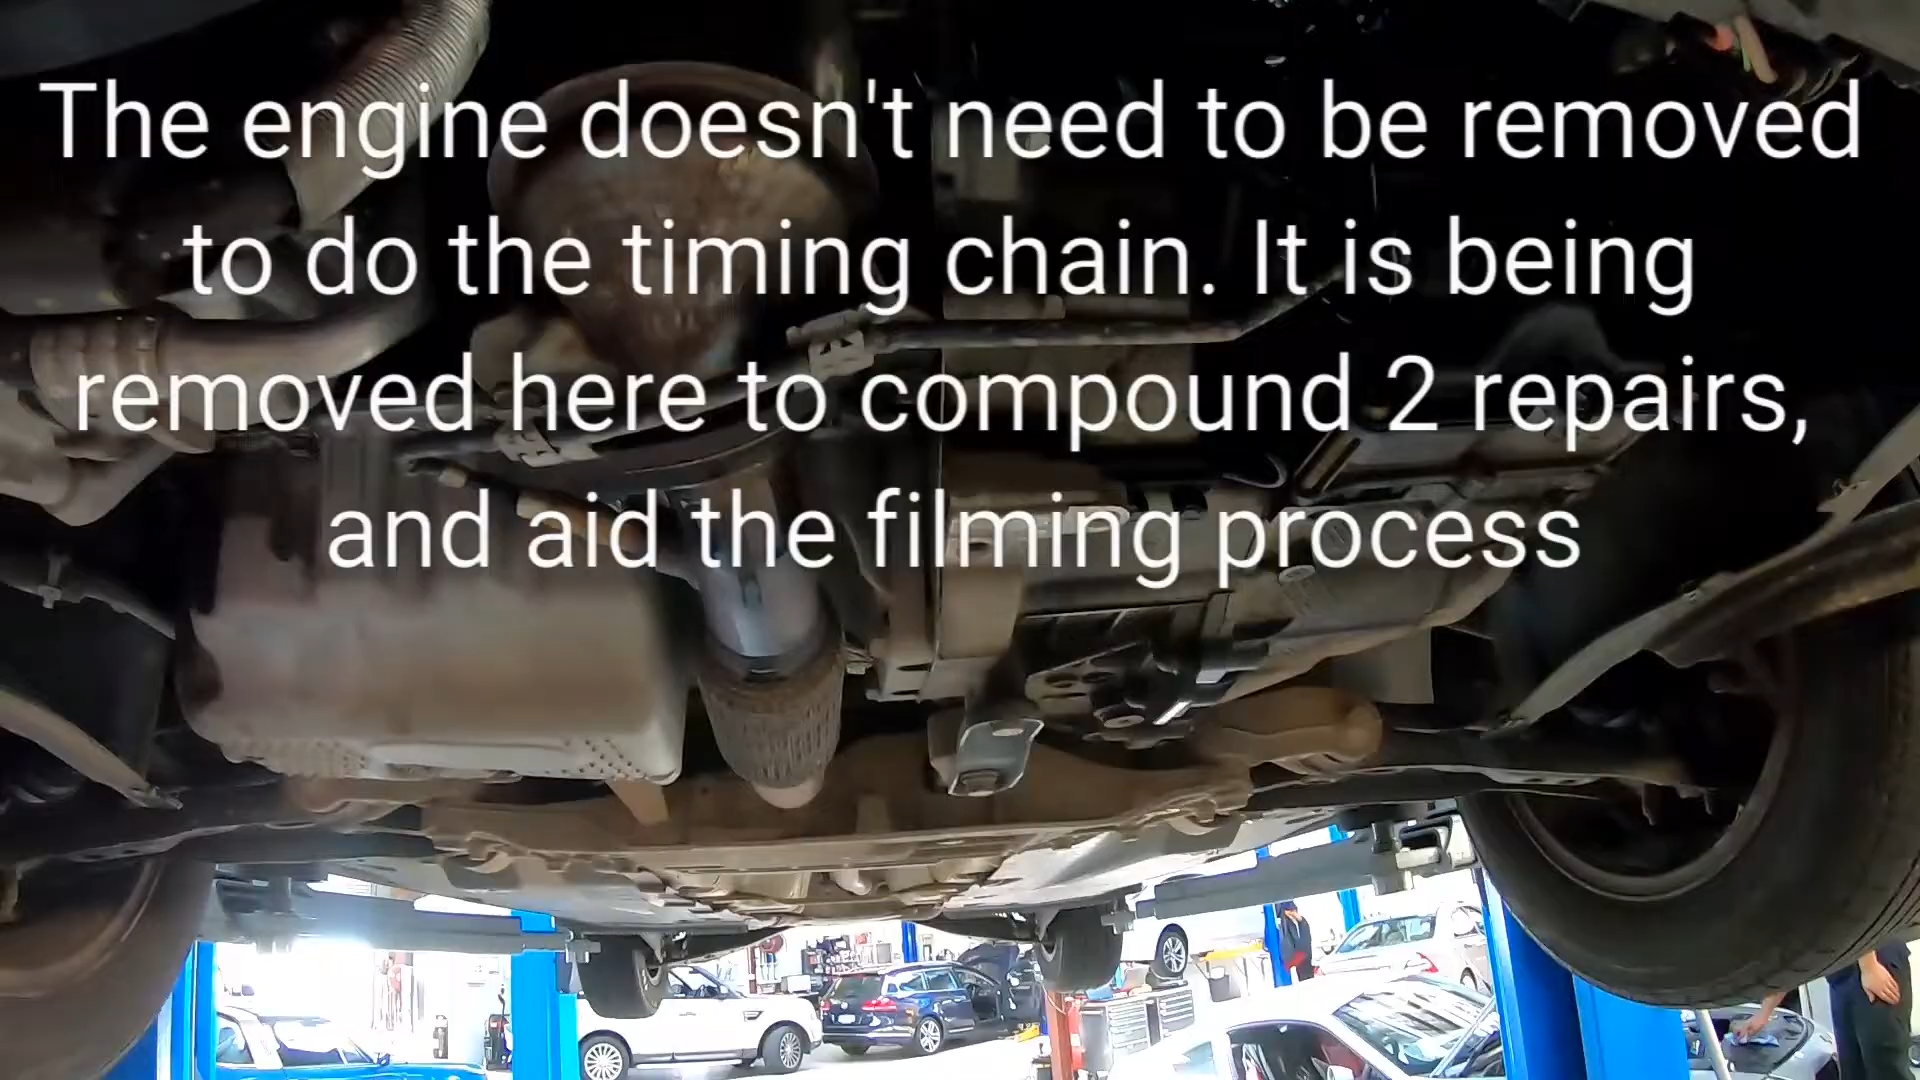 The engine doesn't need to be removed
to do the timing chain. It is being
removed here to compound 2 repairs,
and aid the filming process